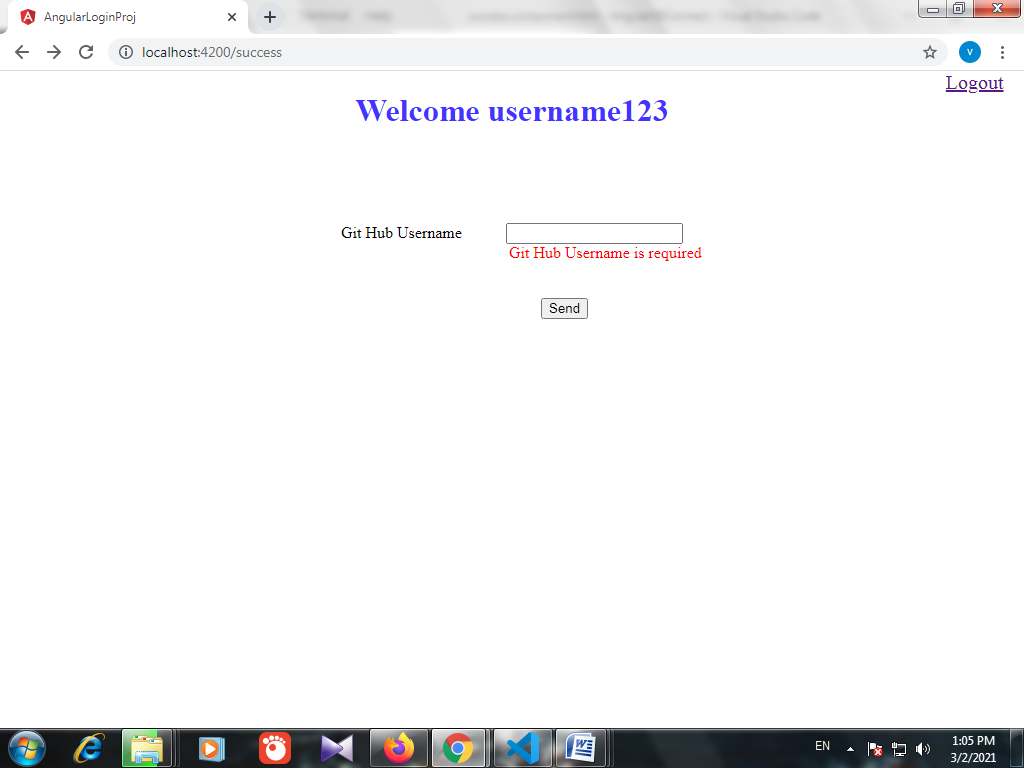 AngularLoginProj
localhost:4200/success
Logout
Welcome username123
Git Hub Username
Git Hub Username is required
Send
EN
1:05 PM
3/2/2021